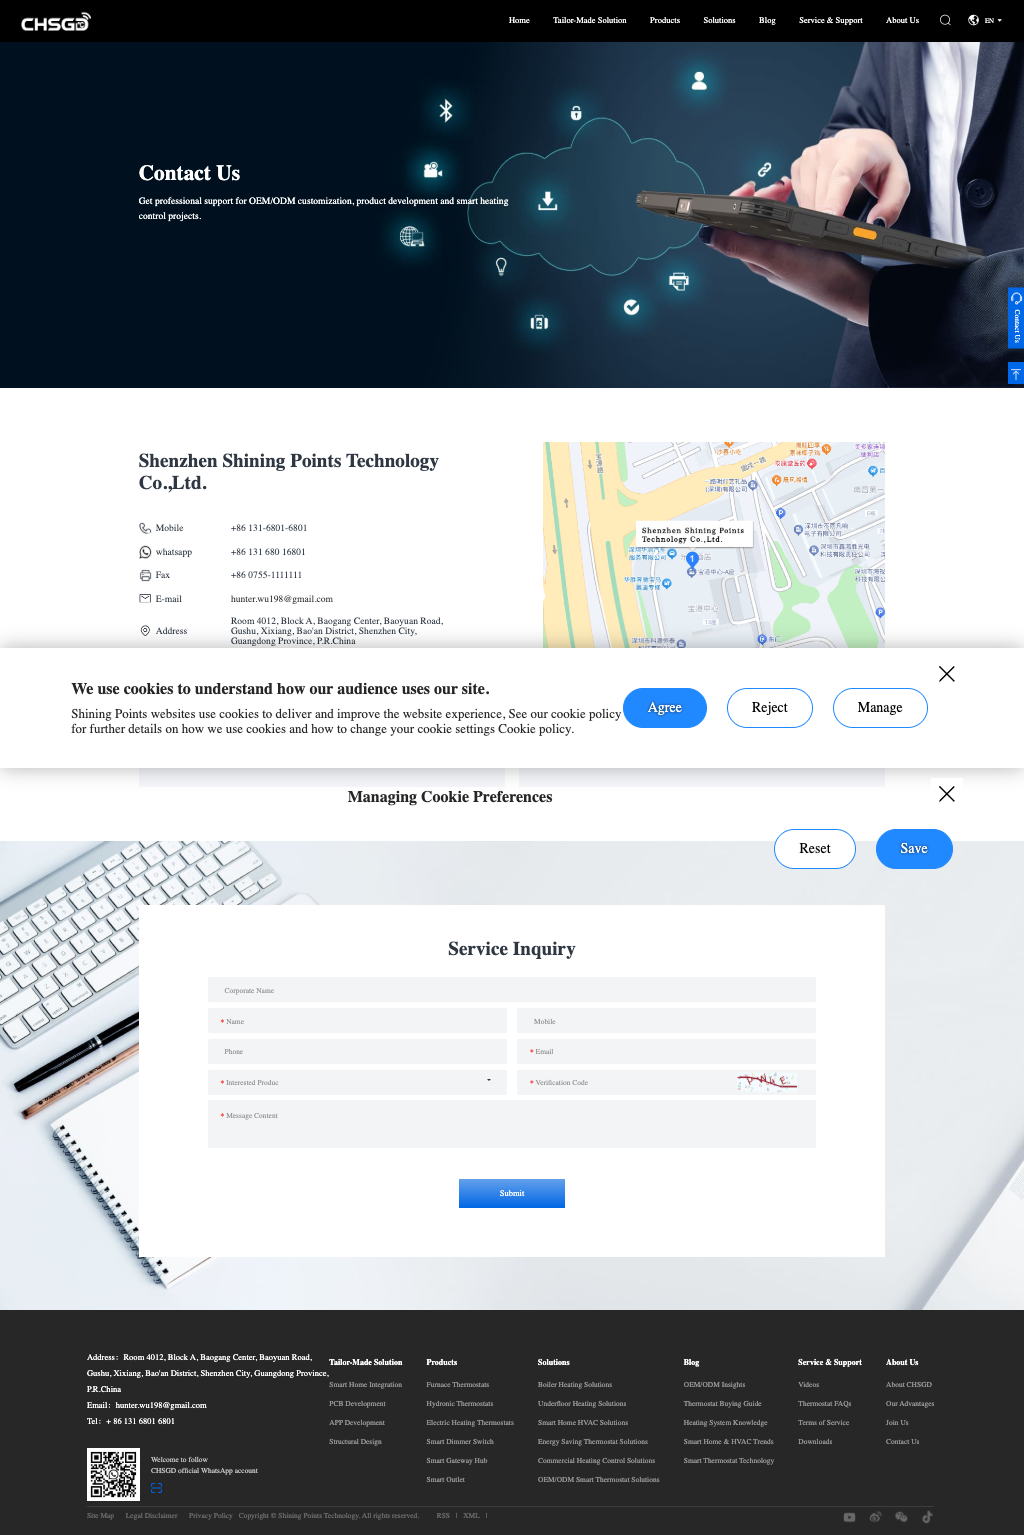 CHSGD
Home Tailor-Made Solution Products Solutions Blog Service & Support About Us EN
Contact Us
Get professional support for OEM/ODM customization, product development and smart heating
control projects.
Contact Us
Shenzhen Shining Points Technology
Co.,Ltd.
Mobile +86 131-6801-6801
whatsapp +86 131 680 16801
Fax +86 0755-1111111
E-mail hunter.wu198@gmail.com
Address Room 4012, Block A, Baogang Center, Baoyuan Road,
Gushu, Xixiang, Bao'an District, Shenzhen City,
Guangdong Province, P.R.China
Shenzhen Shining Points
Technology Co.,Ltd.
1
宝港中心-A座
宝港中心
We use cookies to understand how our audience uses our site.
Shining Points websites use cookies to deliver and improve the website experience, See our cookie policy
for further details on how we use cookies and how to change your cookie settings Cookie policy.
Agree Reject Manage
Managing Cookie Preferences
Reset Save
Service Inquiry
Corporate Name
* Name Mobile
Phone * Email
* Interested Produc * Verification Code
* Message Content
Submit
Address：Room 4012, Block A, Baogang Center, Baoyuan Road,
Gushu, Xixiang, Bao'an District, Shenzhen City, Guangdong Province,
P.R.China
Email：hunter.wu198@gmail.com
Tel：+ 86 131 6801 6801
Welcome to follow
CHSGD official WhatsApp account
Tailor-Made Solution
Smart Home Integration
PCB Development
APP Development
Structural Design
Products
Furnace Thermostats
Hydronic Thermostats
Electric Heating Thermostats
Smart Dimmer Switch
Smart Gateway Hub
Smart Outlet
Solutions
Boiler Heating Solutions
Underfloor Heating Solutions
Smart Home HVAC Solutions
Energy Saving Thermostat Solutions
Commercial Heating Control Solutions
OEM/ODM Smart Thermostat Solutions
Blog
OEM/ODM Insights
Thermostat Buying Guide
Heating System Knowledge
Smart Home & HVAC Trends
Smart Thermostat Technology
Service & Support
Videos
Thermostat FAQs
Terms of Service
Downloads
About Us
About CHSGD
Our Advantages
Join Us
Contact Us
Site Map Legal Disclaimer Privacy Policy Copyright © Shining Points Technology. All rights reserved. RSS | XML |